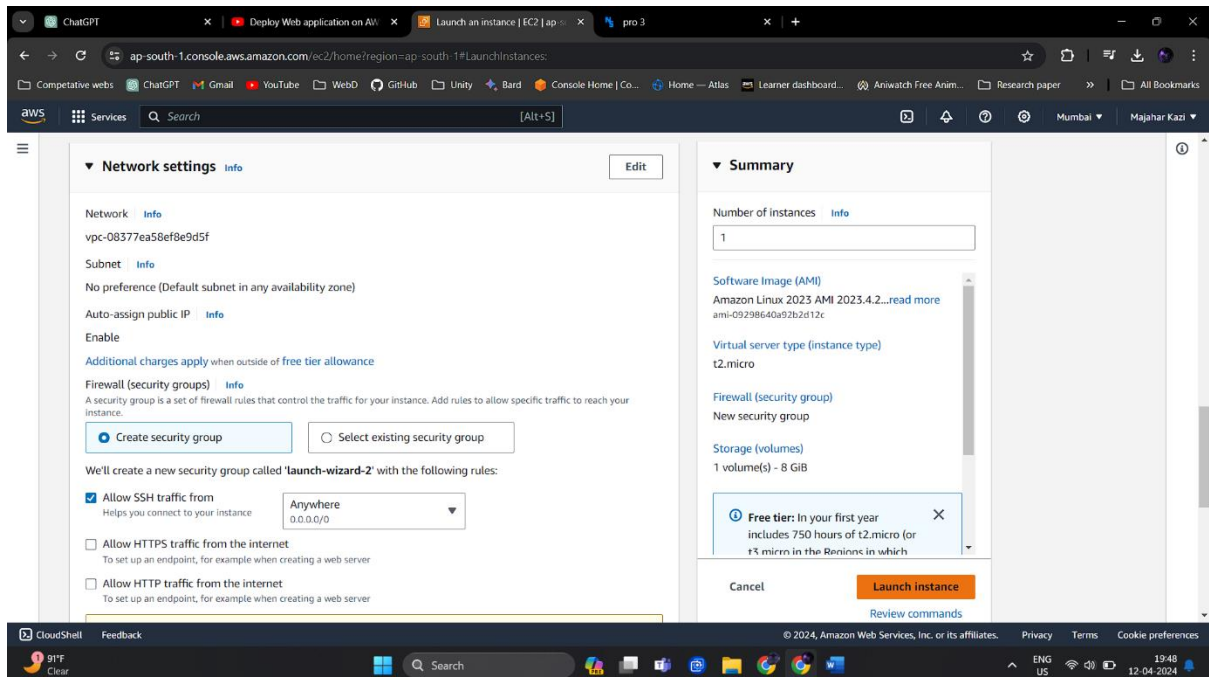 ChatGPT
Deploy Web application on AW
Launch an instance | EC2 | ap-s
pro 3
ap-south-1.console.aws.amazon.com/ec2/home?region=ap-south-1#LaunchInstances:
Competative webs ChatGPT Gmail YouTube WebD GitHub Unity Bard Console Home | Co... Home — Atlas Learner dashboard... Aniwatch Free Anim... Research paper » All Bookmarks
aws Services Search [Alt+S] Mumbai ▼ Majahar Kazi ▼
▼ Network settings Info
Edit
Network Info
vpc-08377ea58ef8e9d5f
Subnet Info
No preference (Default subnet in any availability zone)
Auto-assign public IP Info
Enable
Additional charges apply when outside of free tier allowance
Firewall (security groups) Info
A security group is a set of firewall rules that control the traffic for your instance. Add rules to allow specific traffic to reach your
instance.
Create security group
Select existing security group
We'll create a new security group called 'launch-wizard-2' with the following rules:
Allow SSH traffic from
Helps you connect to your instance
Anywhere
0.0.0.0/0
Allow HTTPS traffic from the internet
To set up an endpoint, for example when creating a web server
Allow HTTP traffic from the internet
To set up an endpoint, for example when creating a web server
▼ Summary
Number of instances Info
1
Software Image (AMI)
Amazon Linux 2023 AMI 2023.4.2...read more
ami-09298640a92b2d12c
Virtual server type (instance type)
t2.micro
Firewall (security group)
New security group
Storage (volumes)
1 volume(s) - 8 GiB
Free tier: In your first year
includes 750 hours of t2.micro (or
t3.micro in the Regions in which
Cancel
Launch instance
Review commands
CloudShell Feedback © 2024, Amazon Web Services, Inc. or its affiliates. Privacy Terms Cookie preferences
1
91°F
Clear
Search
PRE
ENG
US
19:48
12-04-2024